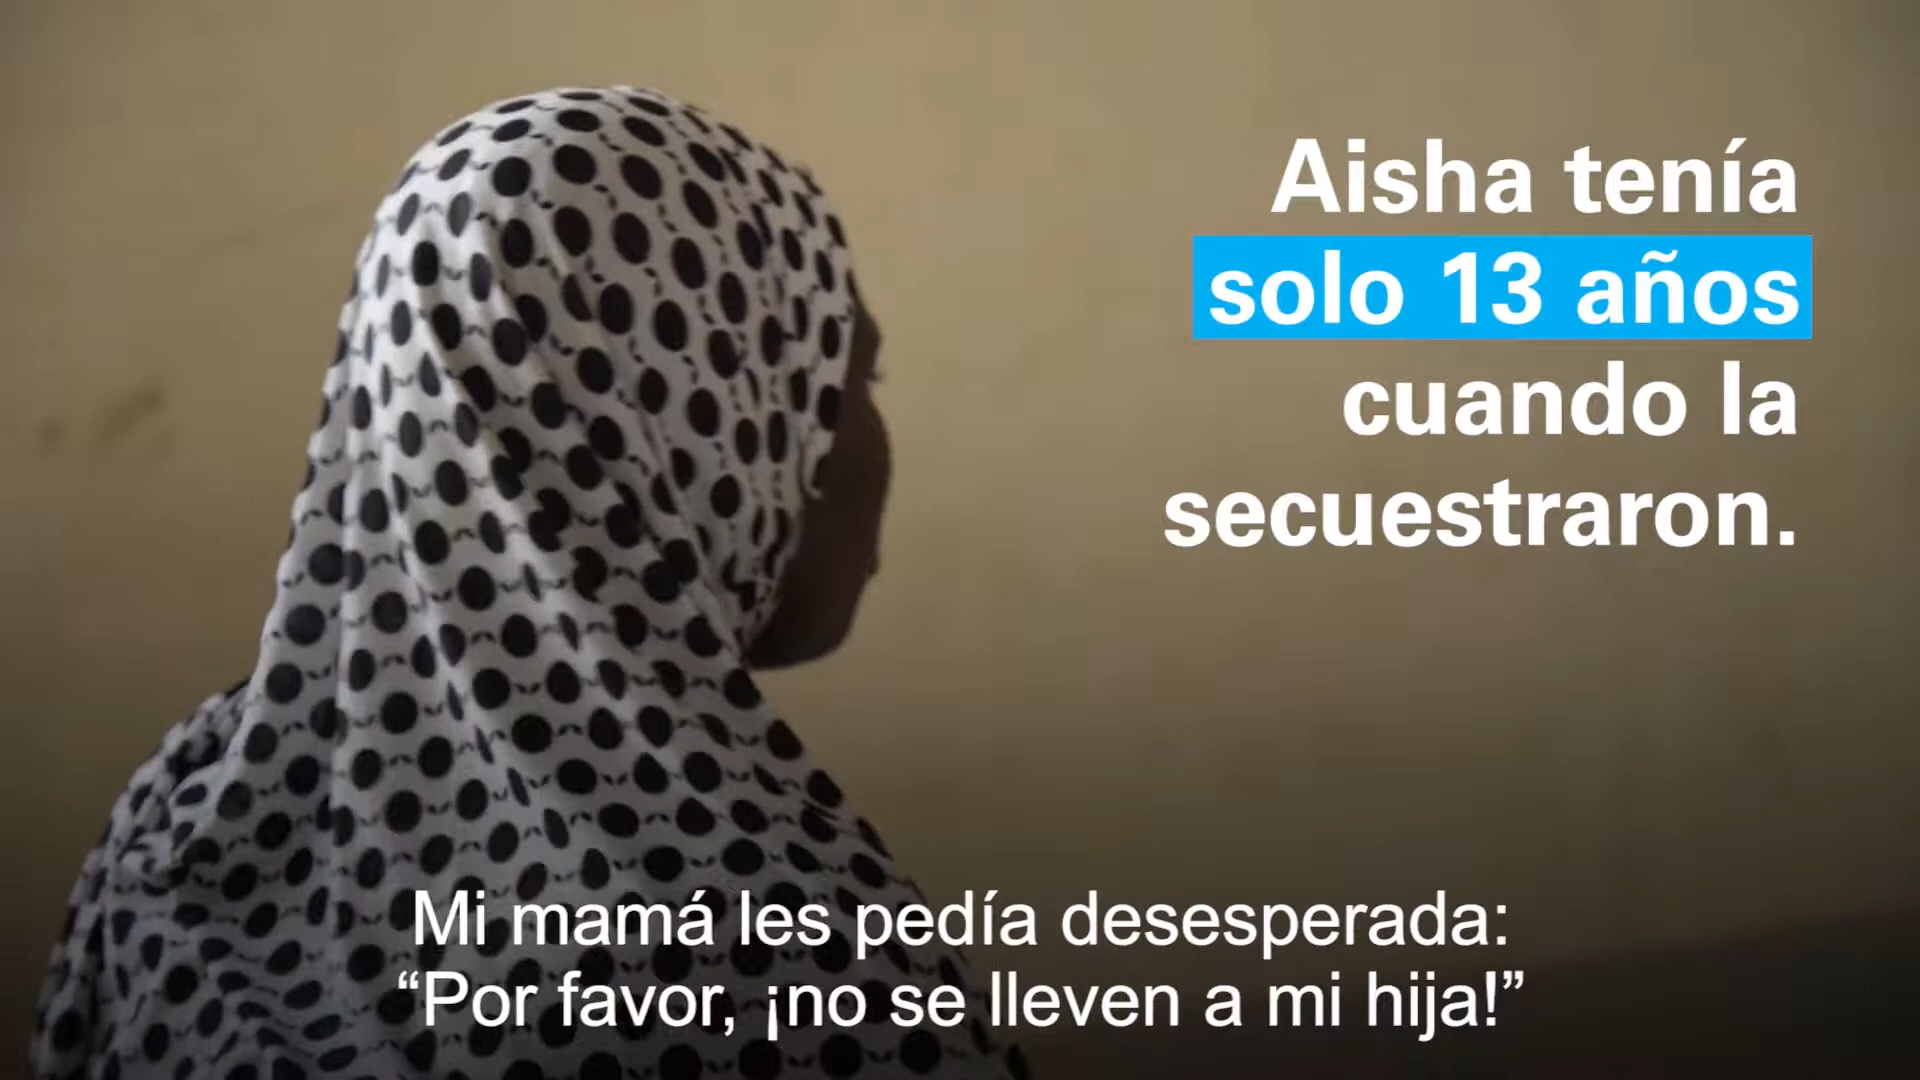 Aisha tenía
solo 13 años
cuando la
secuestraron.
Mi mamá les pedía desesperada:
“Por favor, ¡no se lleven a mi hija!”